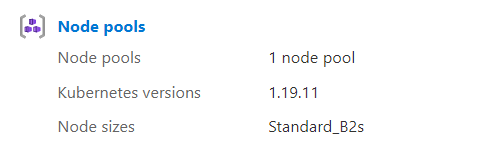 Node pools
Node pools 1 node pool
Kubernetes versions 1.19.11
Node sizes Standard_B2s